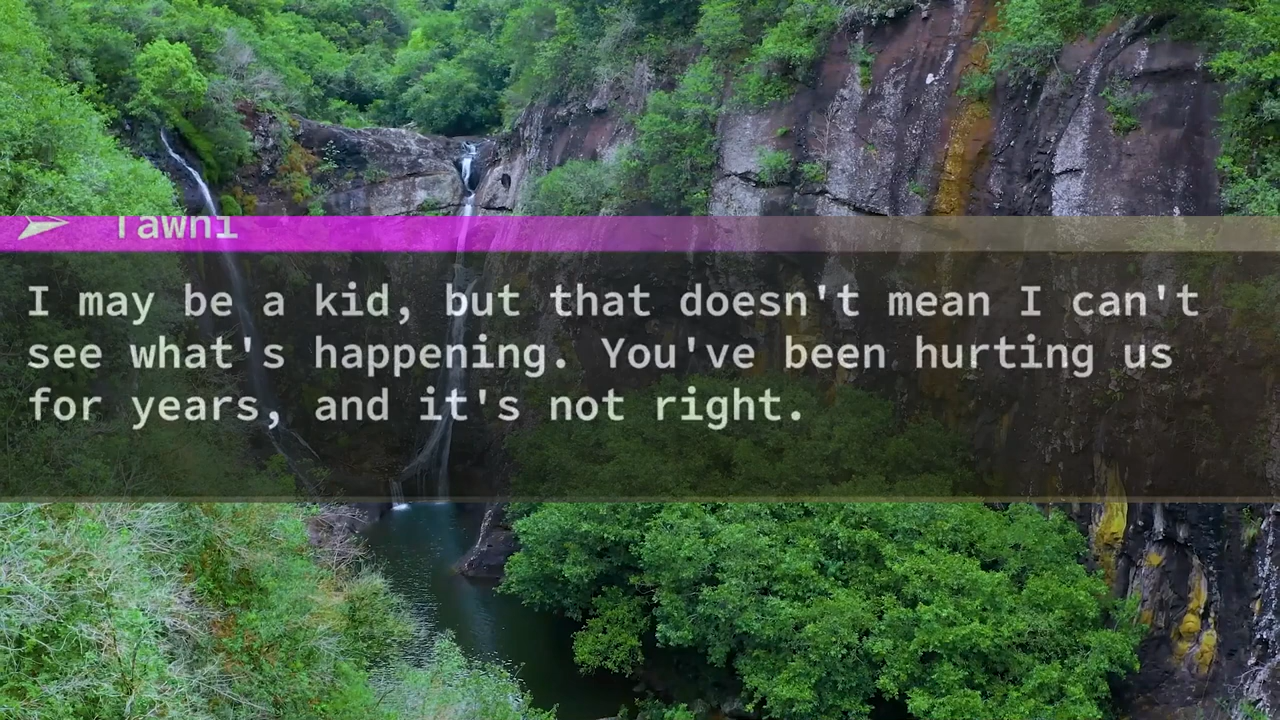 Tawni
I may be a kid, but that doesn't mean I can't
see what's happening. You've been hurting us
for years, and it's not right.